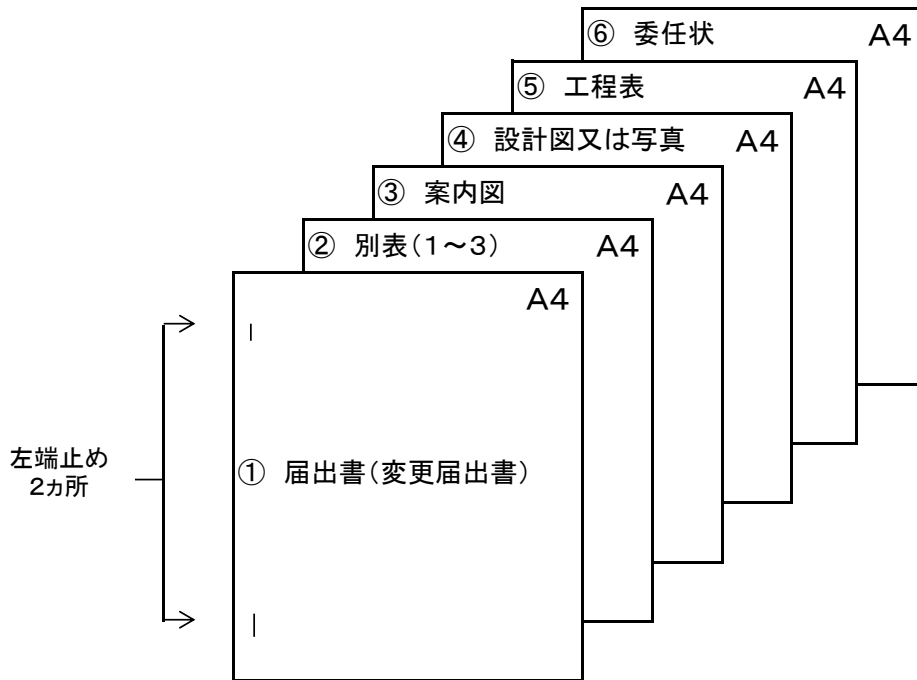 ⑥ 委任状 A4
⑤ 工程表 A4
④ 設計図又は写真 A4
③ 案内図 A4
② 別表(1～3) A4
A4
左端止め
2ヵ所
① 届出書(変更届出書)